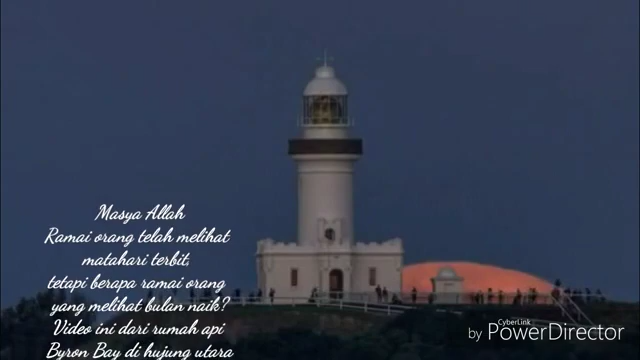 Masya Allah
Ramai orang telah melihat
matahari terbit,
tetapi berapa ramai orang
yang melihat bulan naik?
Video ini dari rumah api
Byron Bay di hujung utara
CyberLink
by PowerDirector